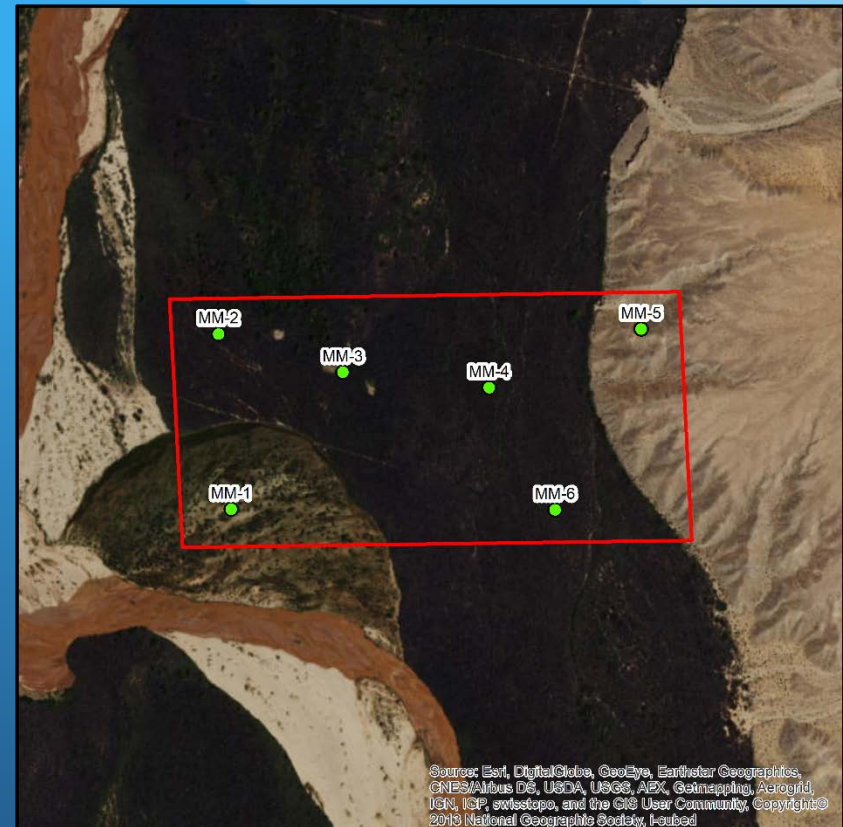 MM-2
MM-5
MM-3
MM-4
MM-1
MM-6
Source: Esri, DigitalGlobe, GeoEye, Earthstar Geographics,
CNES/Airbus DS, USDA, USGS, AEX, Getmapping, Aerogrid,
IGN, IGP, swisstopo, and the GIS User Community, Copyright:©
2013 National Geographic Society, i-cubed